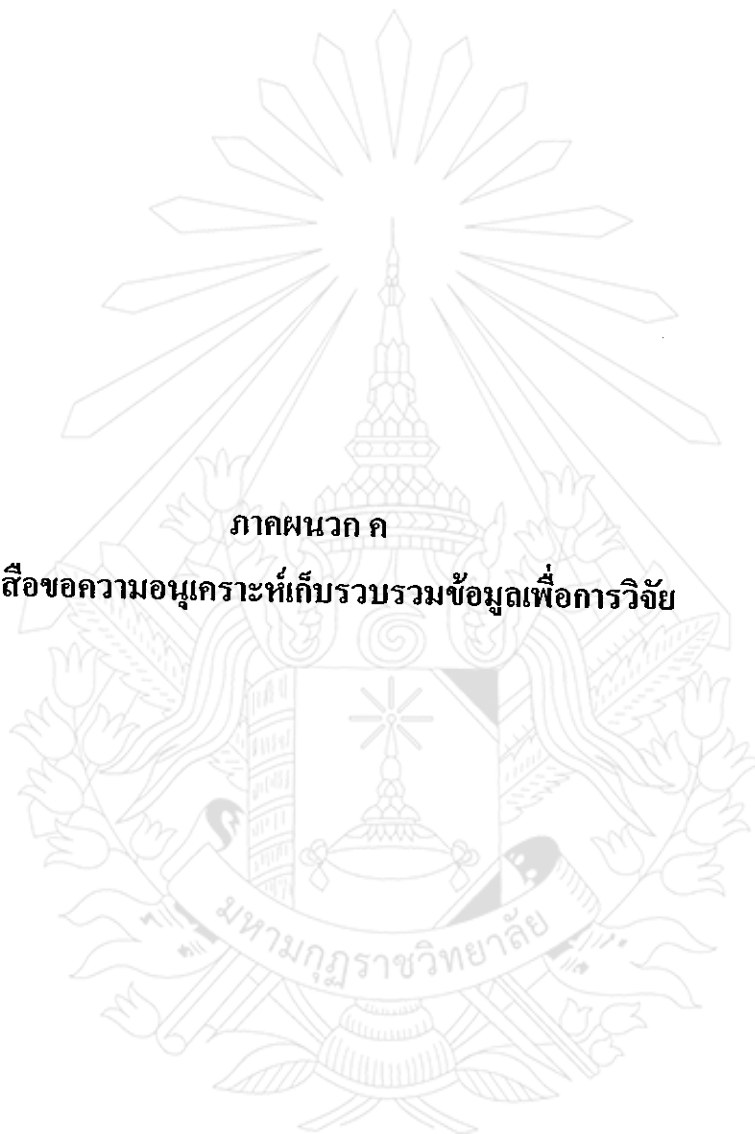 ภาคผนวก ค
สือขอความอนุเคราะห์เก็บรวบรวมข้อมูลเพื่อการวิจัย
มหามกุฏราชวิทยาลัย